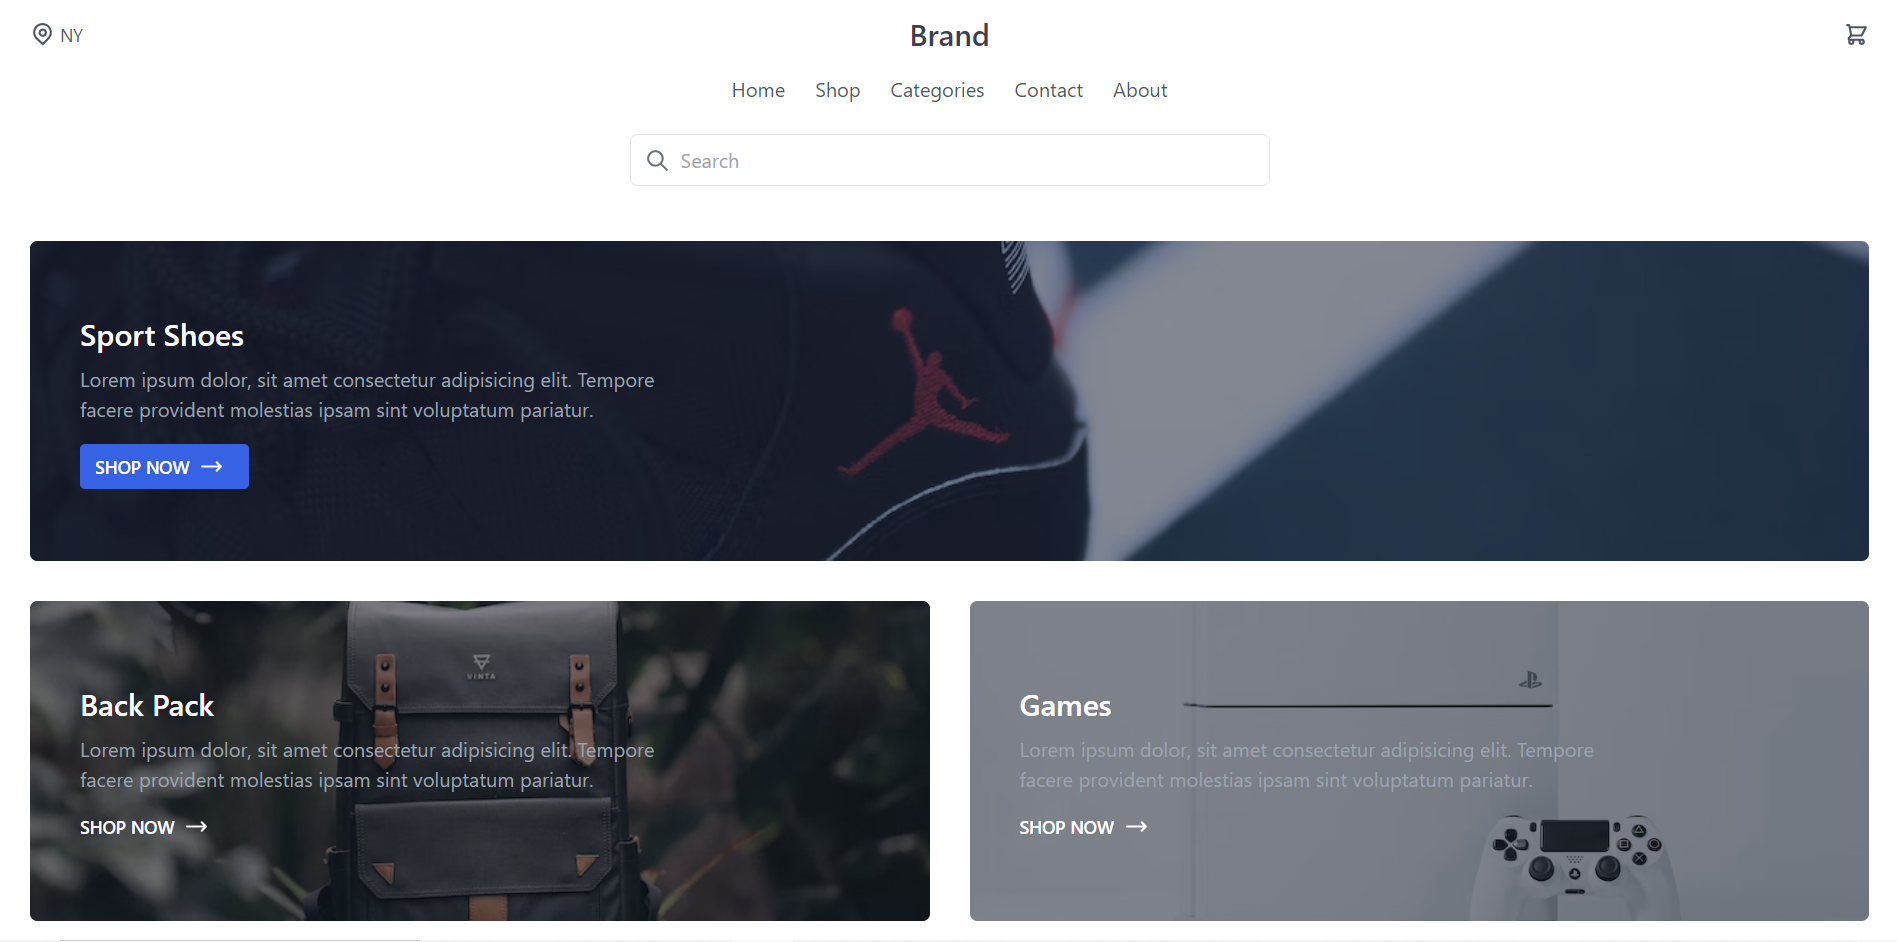 NY
Brand
Home Shop Categories Contact About
Search
Sport Shoes
Lorem ipsum dolor, sit amet consectetur adipisicing elit. Tempore
facere provident molestias ipsam sint voluptatum pariatur.
SHOP NOW
VINTA
Back Pack
Lorem ipsum dolor, sit amet consectetur adipisicing elit. Tempore
facere provident molestias ipsam sint voluptatum pariatur.
SHOP NOW
Games
Lorem ipsum dolor, sit amet consectetur adipisicing elit. Tempore
facere provident molestias ipsam sint voluptatum pariatur.
SHOP NOW